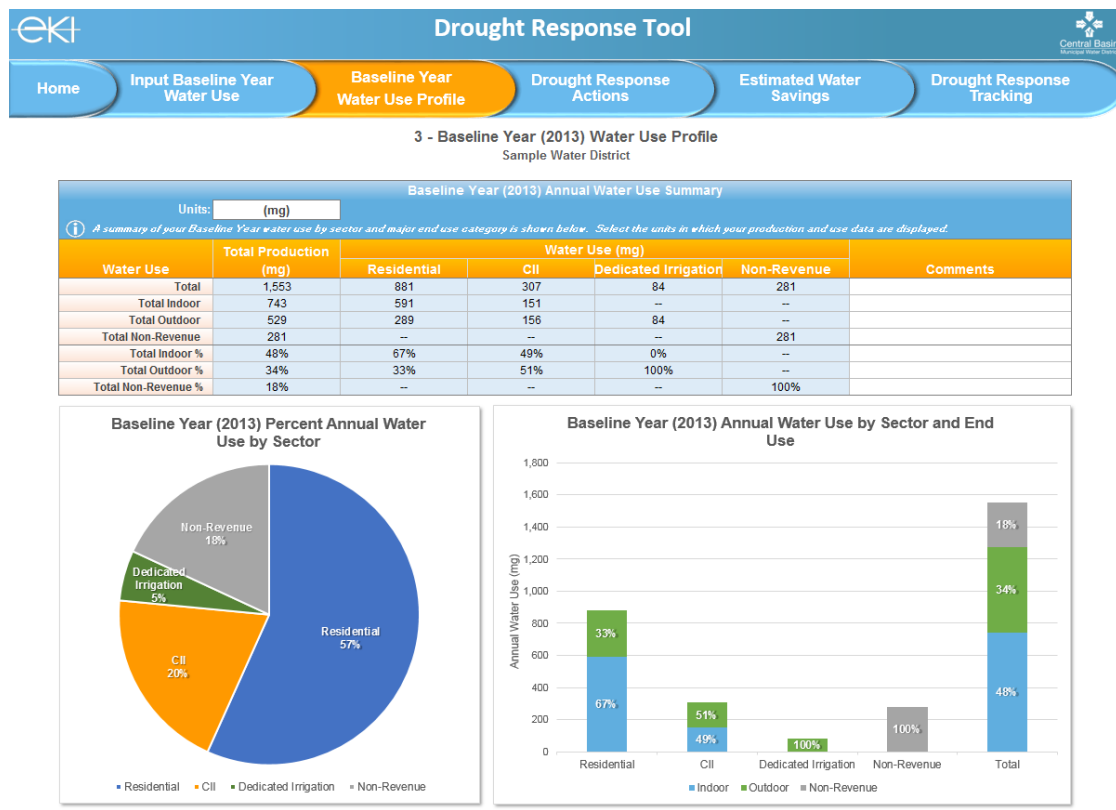 eki
Drought Response Tool
Central Basin
Municipal Water District
Home
Input Baseline Year
Water Use
Baseline Year
Water Use Profile
Drought Response
Actions
Estimated Water
Savings
Drought Response
Tracking
3 - Baseline Year (2013) Water Use Profile
Sample Water District
Baseline Year (2013) Annual Water Use Summary
Units: (mg)
A summary of your Baseline Year water use by sector and major end use category is shown below. Select the units in which your production and use data are displayed.
Water Use Total Production (mg) Water Use (mg) Comments
Residential CII Dedicated Irrigation Non-Revenue
Total 1,553 881 307 84 281
Total Indoor 743 591 151 -- --
Total Outdoor 529 289 156 84 --
Total Non-Revenue 281 -- -- -- 281
Total Indoor % 48% 67% 49% 0% --
Total Outdoor % 34% 33% 51% 100% --
Total Non-Revenue % 18% -- -- -- 100%
Baseline Year (2013) Percent Annual Water
Use by Sector
Non-Revenue
18%
Dedicated
Irrigation
5%
CII
20%
Residential
57%
Residential CII Dedicated Irrigation Non-Revenue
Baseline Year (2013) Annual Water Use by Sector and End
Use
Annual Water Use (mg)
1,800
1,600
1,400
1,200
1,000
800
600
400
200
0
33%
67%
51%
49%
100%
100%
18%
34%
48%
Residential CII Dedicated Irrigation Non-Revenue Total
Indoor Outdoor Non-Revenue